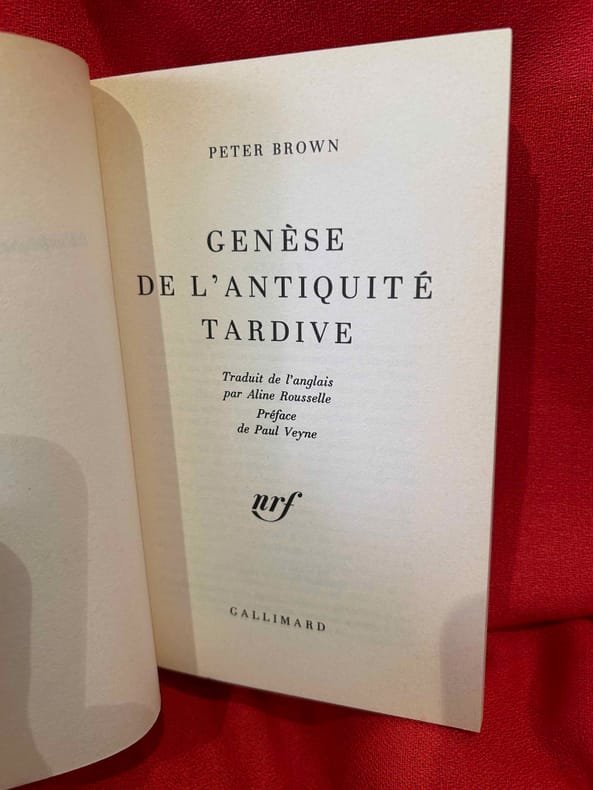 PETER BROWN
GENÈSE
DE L'ANTIQUITÉ
TARDIVE
Traduit de l'anglais
par Aline Rousselle
Préface
de Paul Veyne
nrf
GALLIMARD